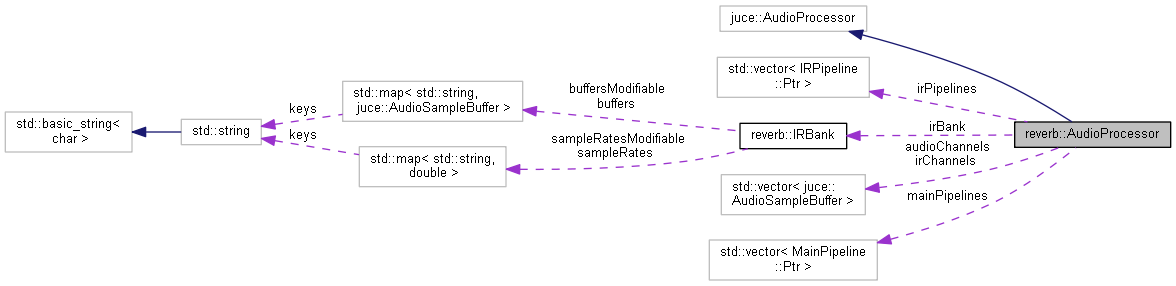 juce::AudioProcessor
std::vector< IRPipeline
::Ptr >
irPipelines
buffersModifiable
buffers
std::map< std::string,
juce::AudioSampleBuffer >
keys
std::basic_string<
char >
std::string
keys
sampleRatesModifiable
sampleRates
reverb::IRBank
irBank
reverb::AudioProcessor
audioChannels
irChannels
std::map< std::string,
double >
std::vector< juce::
AudioSampleBuffer >
mainPipelines
std::vector< MainPipeline
::Ptr >